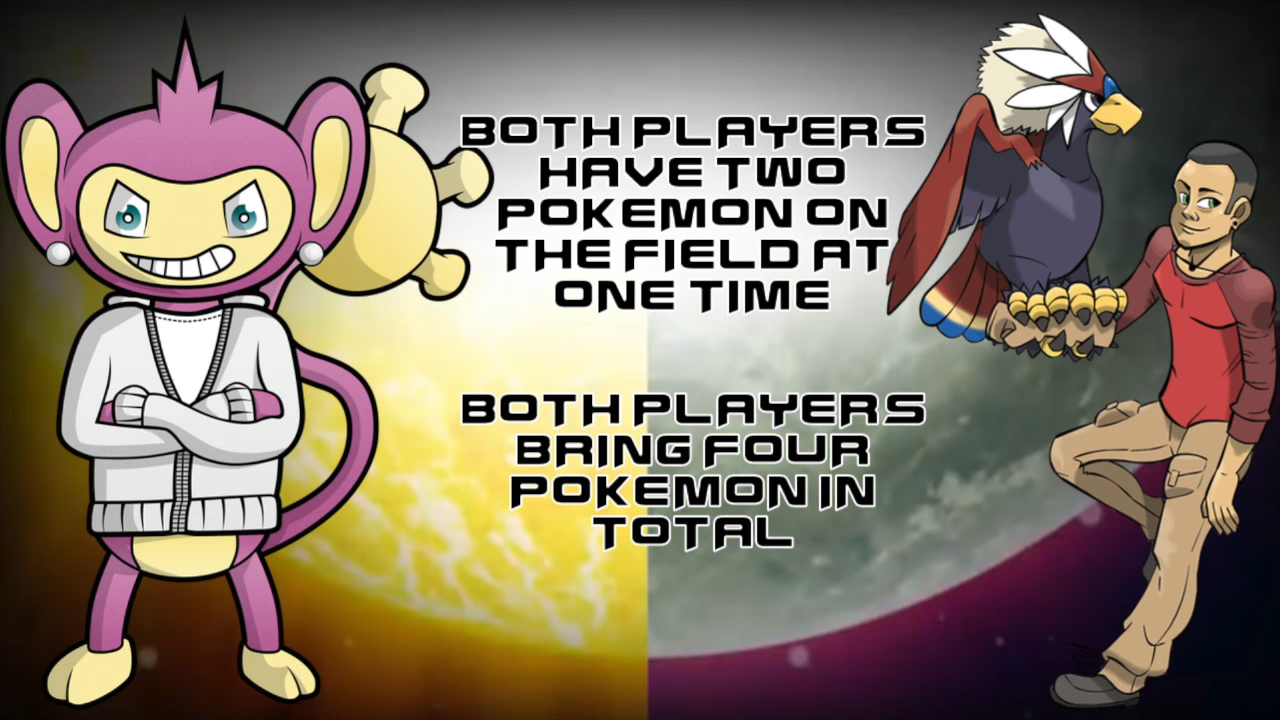 BOTH PLAYERS
HAVE TWO
POKEMON ON
THE FIELD AT
ONE TIME
BOTH PLAYERS
BRING FOUR
POKEMON IN
TOTAL